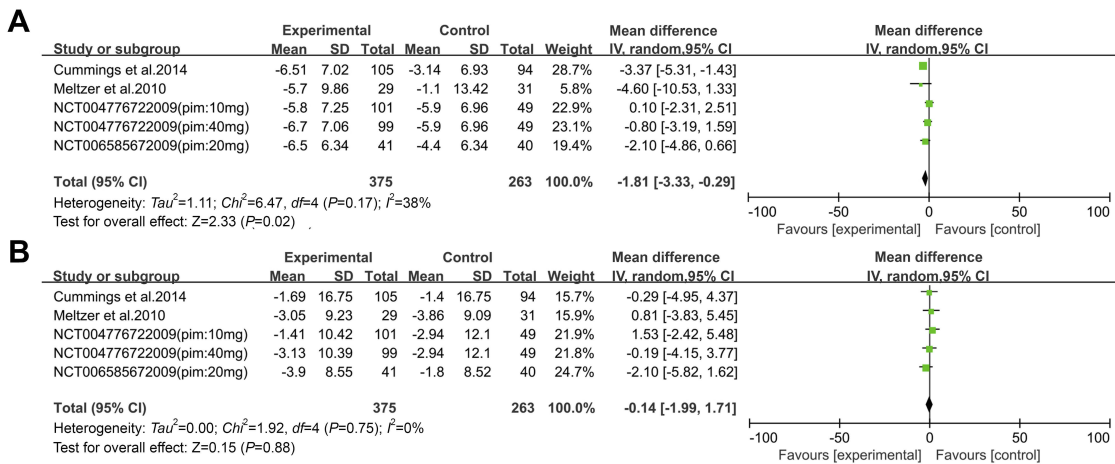 A
Experimental Control Mean difference Mean difference
Study or subgroup Mean SD Total Mean SD Total Weight IV, random,95% CI IV, random,95% CI
Cummings et al.2014 -6.51 7.02 105 -3.14 6.93 94 28.7% -3.37 [-5.31, -1.43]
Meltzer et al.2010 -5.7 9.86 29 -1.1 13.42 31 5.8% -4.60 [-10.53, 1.33]
NCT004776722009(pim:10mg) -5.8 7.25 101 -5.9 6.96 49 22.9% 0.10 [-2.31, 2.51]
NCT004776722009(pim:40mg) -6.7 7.06 99 -5.9 6.96 49 23.1% -0.80 [-3.19, 1.59]
NCT006585672009(pim:20mg) -6.5 6.34 41 -4.4 6.34 40 19.4% -2.10 [-4.86, 0.66]
Total (95% CI) 375 263 100.0% -1.81 [-3.33, -0.29]
Heterogeneity: Tau²=1.11; Chi²=6.47, df=4 (P=0.17); I²=38%
Test for overall effect: Z=2.33 (P=0.02)
-100 -50 0 50 100
Favours [experimental] Favours [control]
B
Experimental Control Mean difference Mean difference
Study or subgroup Mean SD Total Mean SD Total Weight IV, random,95% CI IV, random,95% CI
Cummings et al.2014 -1.69 16.75 105 -1.4 16.75 94 15.7% -0.29 [-4.95, 4.37]
Meltzer et al.2010 -3.05 9.23 29 -3.86 9.09 31 15.9% 0.81 [-3.83, 5.45]
NCT004776722009(pim:10mg) -1.41 10.42 101 -2.94 12.1 49 21.9% 1.53 [-2.42, 5.48]
NCT004776722009(pim:40mg) -3.13 10.39 99 -2.94 12.1 49 21.8% -0.19 [-4.15, 3.77]
NCT006585672009(pim:20mg) -3.9 8.55 41 -1.8 8.52 40 24.7% -2.10 [-5.82, 1.62]
Total (95% CI) 375 263 100.0% -0.14 [-1.99, 1.71]
Heterogeneity: Tau²=0.00; Chi²=1.92, df=4 (P=0.75); I²=0%
Test for overall effect: Z=0.15 (P=0.88)
-100 -50 0 50 100
Favours [experimental] Favours [control]